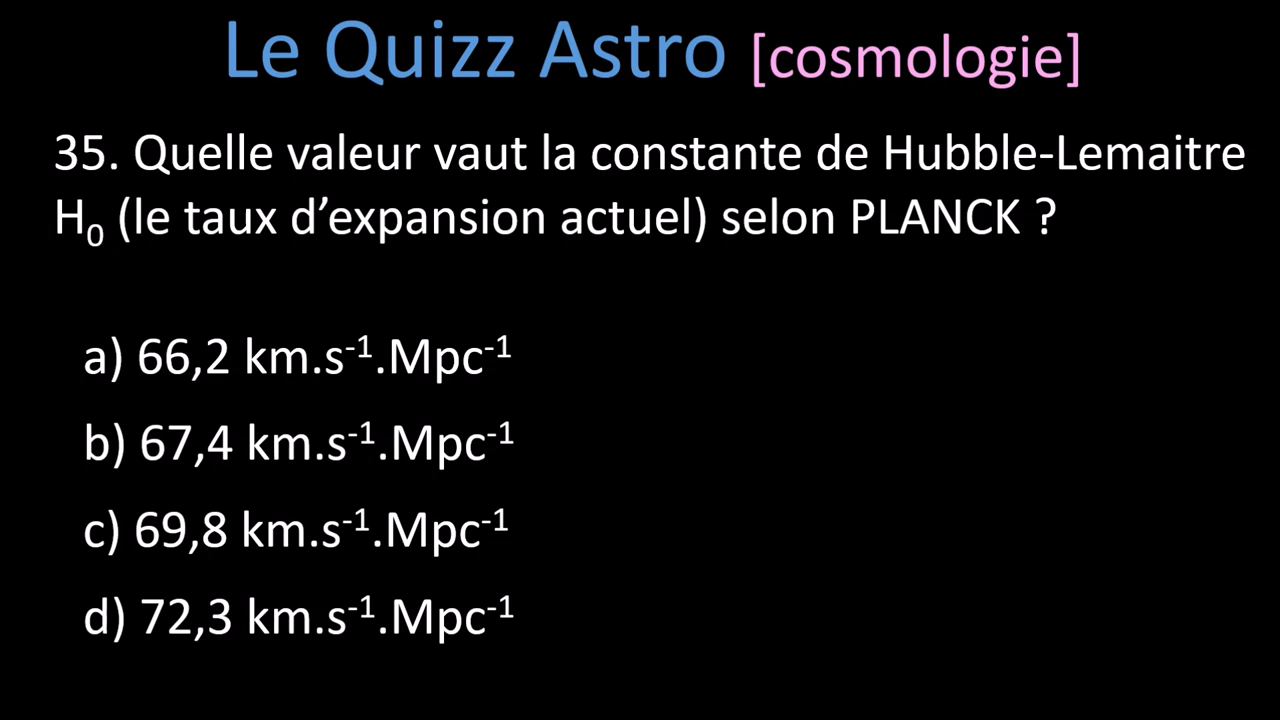 Le Quizz Astro [cosmologie]
35. Quelle valeur vaut la constante de Hubble-Lemaitre
H₀ (le taux d’expansion actuel) selon PLANCK ?
a) 66,2 km.s⁻¹.Mpc⁻¹
b) 67,4 km.s⁻¹.Mpc⁻¹
c) 69,8 km.s⁻¹.Mpc⁻¹
d) 72,3 km.s⁻¹.Mpc⁻¹